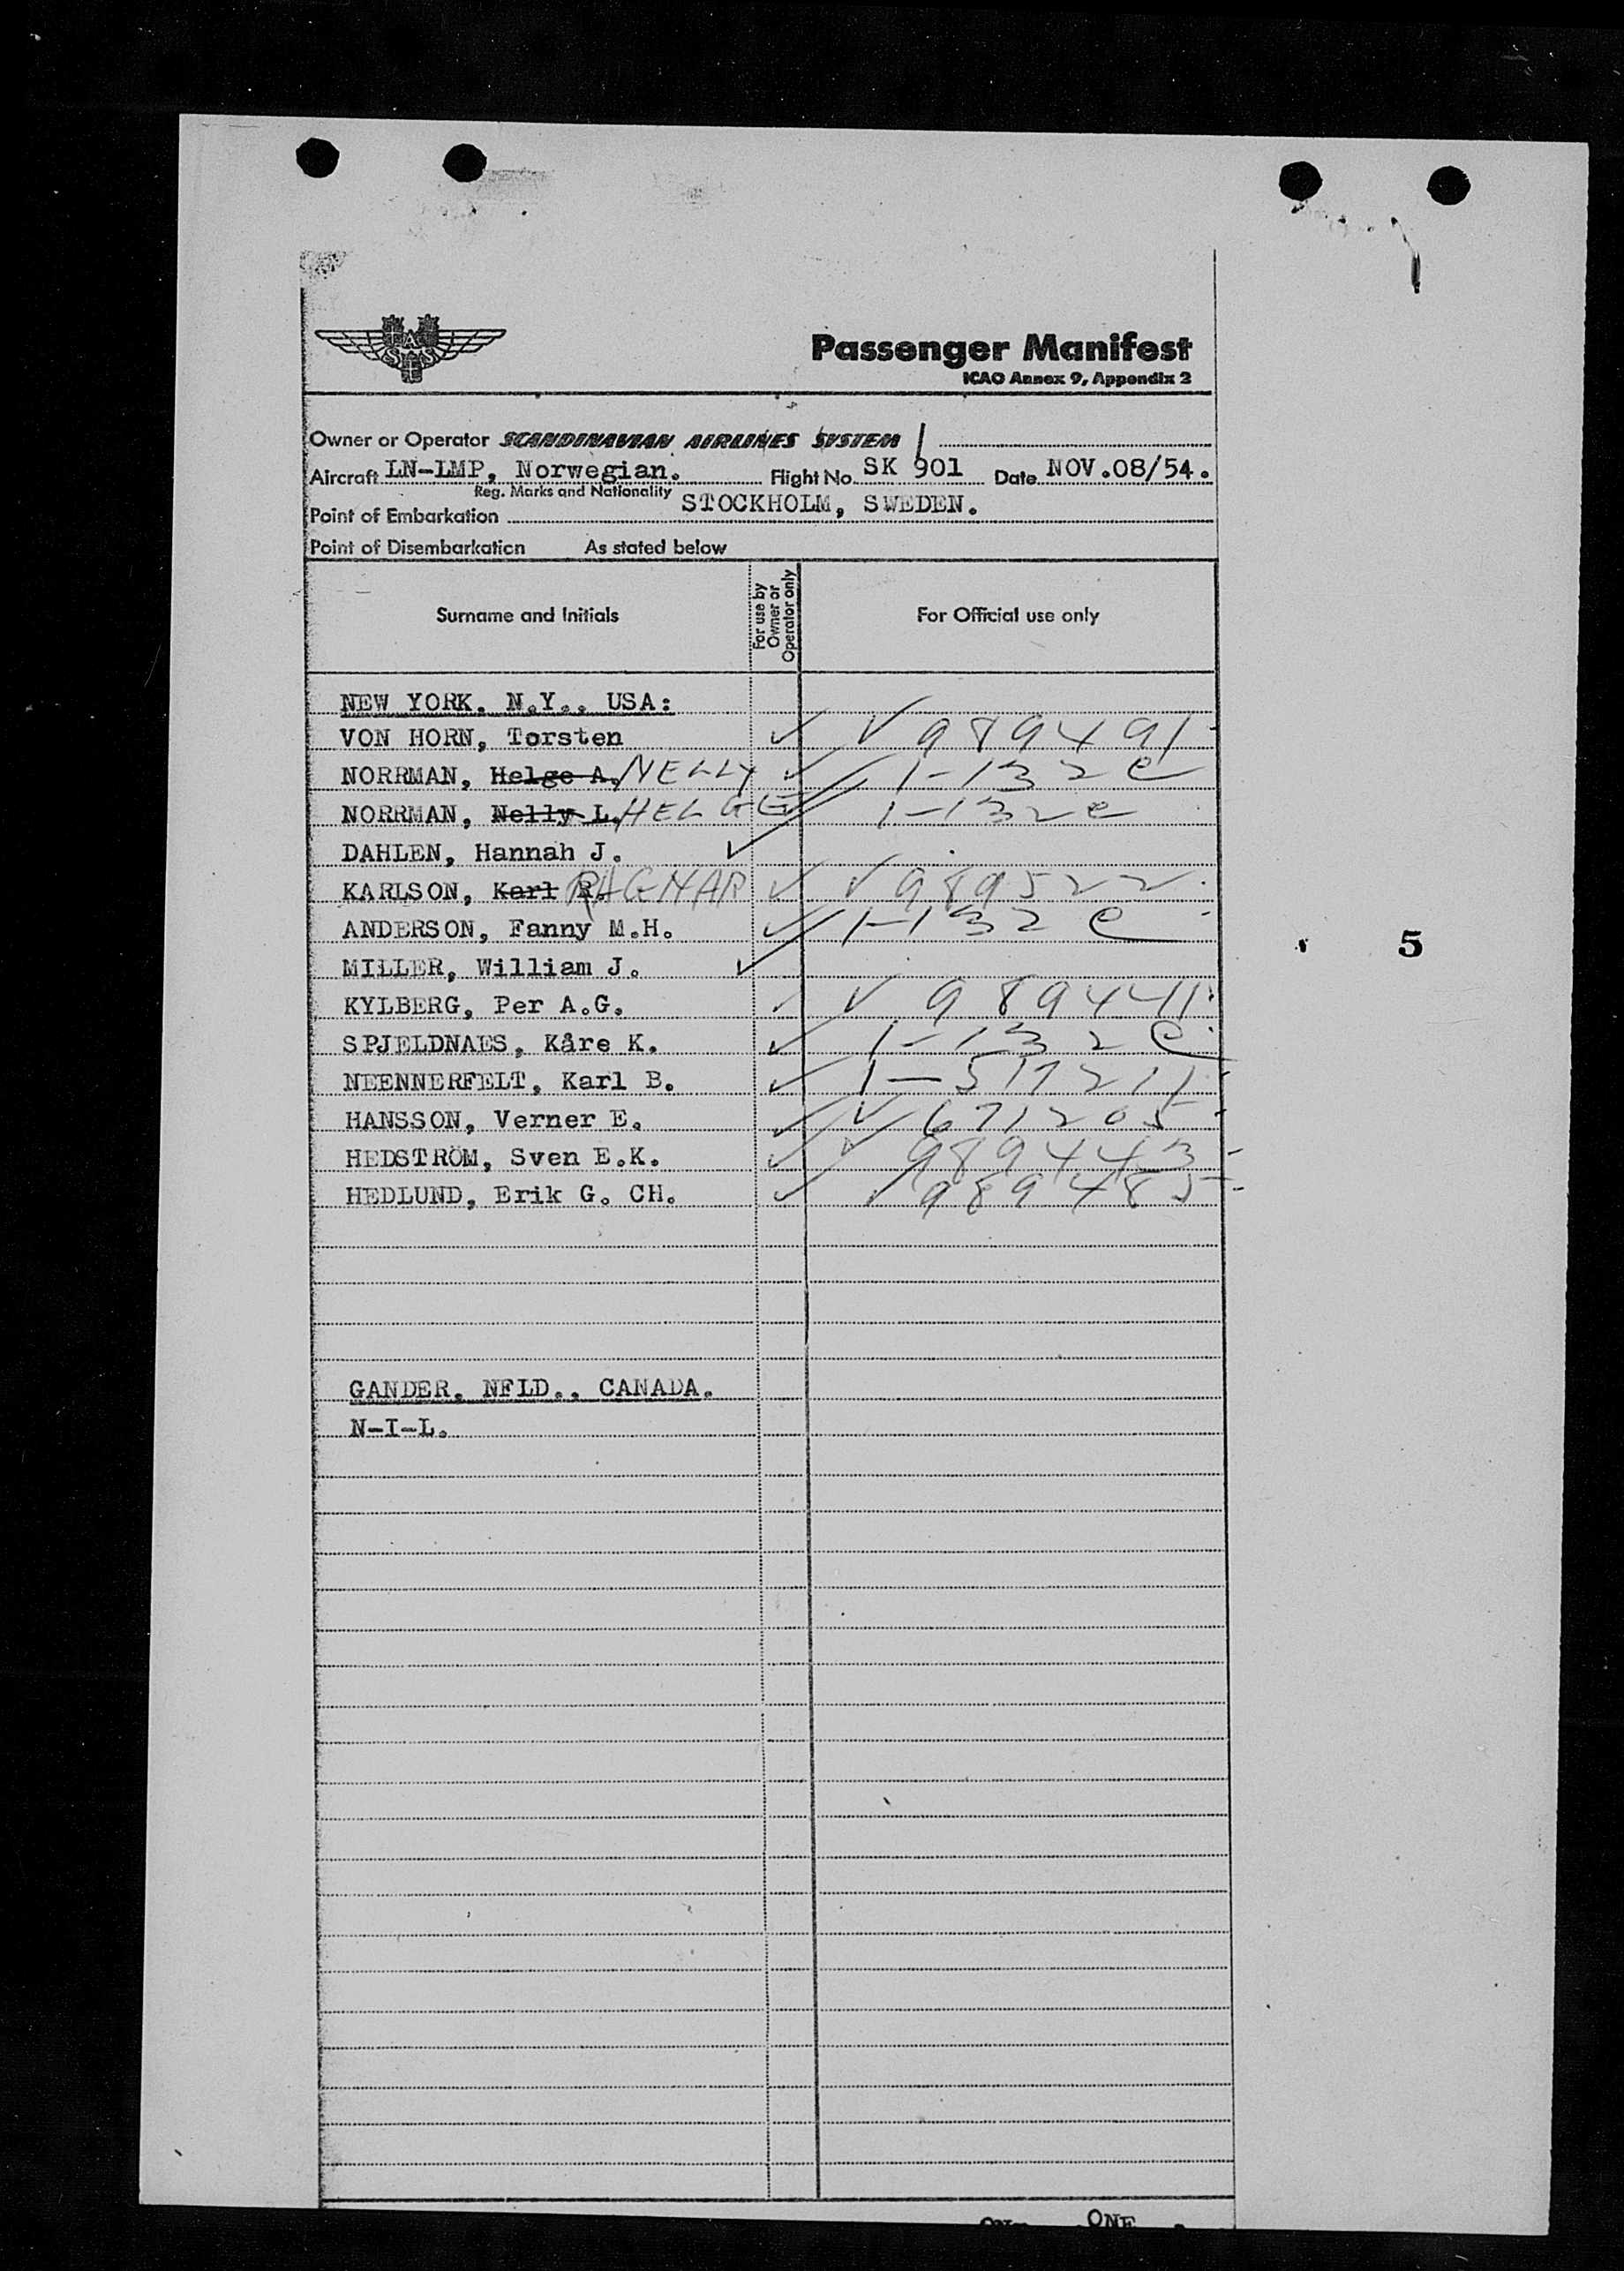 Passenger Manifest
ICAO Annex 9, Appendix 2
Owner or Operator SCANDINAVIAN AIRLINES SYSTEM
Aircraft LN-LMP, Norwegian. Flight No. SK 901 Date NOV.08/54.
Reg. Marks and Nationality
Point of Embarkation STOCKHOLM, SWEDEN.
Point of Disembarkation As stated below
Surname and Initials For use by Owner or Operator only For Official use only
NEW YORK, N.Y., USA:
VON HORN, Torsten ✓ ✓ 989491
NORRMAN, Helge A. NELLY ✓ 1-132e
NORRMAN, Nelly L. HELGE 1-132e
DAHLEN, Hannah J. ✓
KARLSON, Karl R. RAGNAR ✓ ✓ 989522
ANDERSON, Fanny M.H. ✓ 1-132e
MILLER, William J. ✓
5
KYLBERG, Per A.G. ✓ ✓ 989441
SPJELDNAES, Kåre K. ✓ 1-132e
NEENNERFELT, Karl B. ✓ 1-517211
HANSSON, Verner E. ✓ ✓ 671205
HEDSTRÖM, Sven E.K. ✓ ✓ 989443
HEDLUND, Erik G. CH. ✓ ✓ 989485
GANDER, NFLD., CANADA.
N-I-L.
ONE